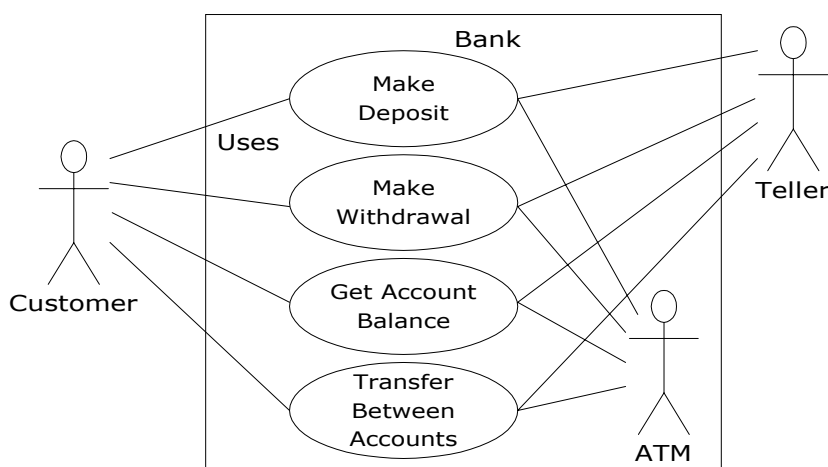 Bank
Make
Deposit
Uses
Make
Withdrawal
Teller
Get Account
Balance
Customer
Transfer
Between
Accounts
ATM